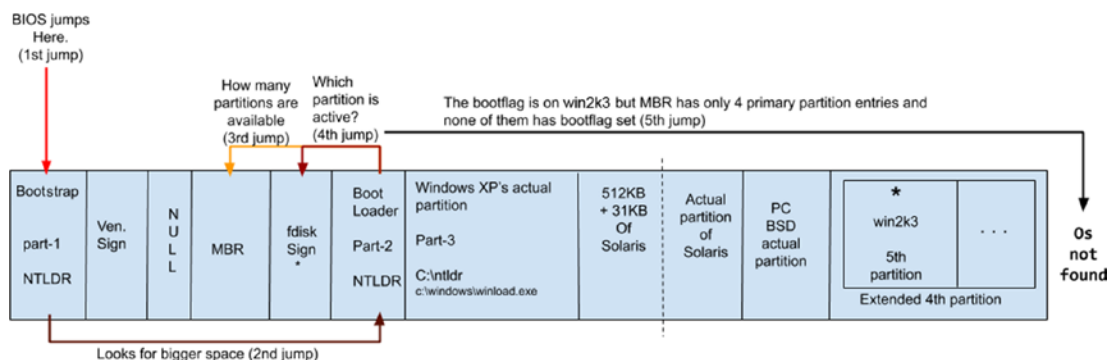 BIOS jumps
Here.
(1st jump)
How many
partitions are
available
(3rd jump)
Which
partition is
active?
(4th jump)
The bootflag is on win2k3 but MBR has only 4 primary partition entries and
none of them has bootflag set (5th jump)
Bootstrap
part-1
NTLDR
Ven.
Sign
N
U
L
L
MBR
fdisk
Sign
*
Boot
Loader
Part-2
NTLDR
Windows XP's actual
partition
Part-3
C:\ntldr
c:\windows\winload.exe
512KB
+ 31KB
Of
Solaris
Actual
partition
of
Solaris
PC
BSD
actual
partition
*
win2k3
5th
partition
. . .
Extended 4th partition
Os
not
found
Looks for bigger space (2nd jump)